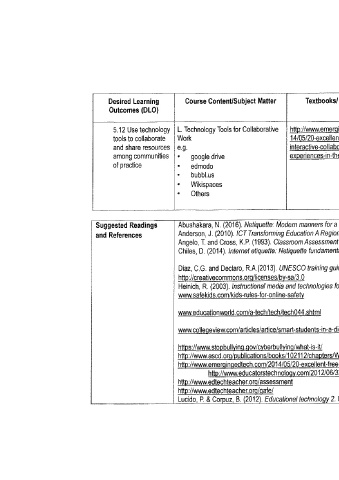 Desired Learning
Outcomes (DLO)
Course Content/Subject Matter
Textbooks/
5.12 Use technology
tools to collaborate
and share resources
among communities
of practice
L. Technology Tools for Collaborative
Work
e.g.
• google drive
• edmodo
• bubbl.us
• Wikispaces
• Others
http://www.emergi
14/05/20-excellen
interactive-collabo
experiences-in-the
Suggested Readings
and References
Abushakara, N. (2016). Netiquette: Modern manners for a
Anderson, J. (2010). ICT Transforming Education A Region
Angelo, T. and Cross, K.P. (1993). Classroom Assessment
Chiles, D. (2014). Internet etiquette: Netiquette fundamenta
Diaz, C.G. and Declaro, R.A (2013). UNESCO training gui
http://creativecommons.org/licenses/by-sa/3.0
Heinich, R. (2003). Instructional media and technologies fo
www.safekids.com/kids-rules-for-online-safety
www.educationworld.com/a-tech/tech/tech044.shtml
www.collegeview.com/articles/artice/smart-students-in-a-di
https://www.stopbullying.gov/cyberbullying/what-is-it/
http://www.ascd.org/publications/books/102112/chapters/W
http://www.emergingedtech.com/2014/05/20-excellent-free
http://www.educatorstechnology.com/2012/06/3
http://www.edtechteacher.org/assessment
http://www.edtechteacher.org/gafe/
Lucido, P. & Corpuz, B. (2012). Educational technology 2.